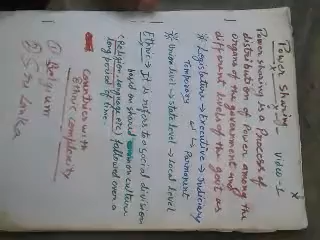 Power Sharing Video-1
Power sharing is a Process of
distribution of Power among the
organs of the government and
different levels of the govt as
Legislature → Executive → Judiciary
Temporary Permanent
Union level → state level → local level
Ethnic → It is refers to a social division
based on shared culture
(Religion, language etc) followed over a
long period of time.
Countries with
Ethnic complexity
① Belgium
② Sri Lanka